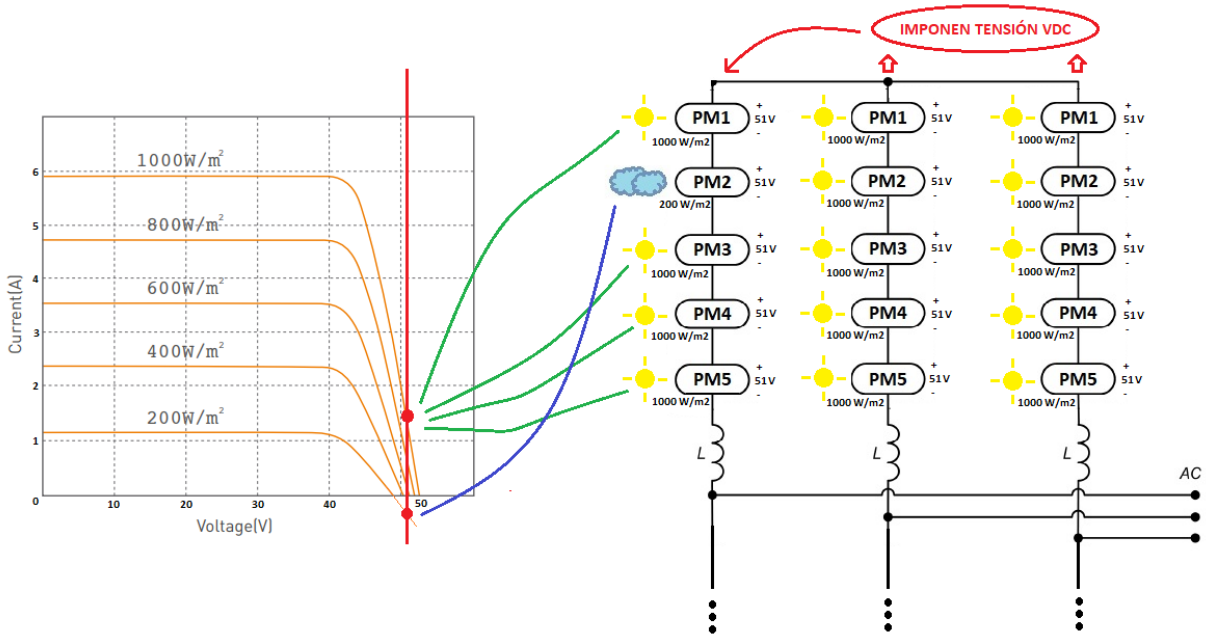 IMPONEN TENSIÓN VDC
Current(A)
6
5
4
3
2
1
0
1000W/m²
800W/m²
600W/m²
400W/m²
200W/m²
10
20
30
40
50
Voltage(V)
PM1
+
51V
-
1000 W/m2
PM2
+
51V
-
200 W/m2
PM3
+
51V
-
1000 W/m2
PM4
+
51V
-
1000 W/m2
PM5
+
51V
-
1000 W/m2
L
PM1
+
51V
-
1000 W/m2
PM2
+
51V
-
1000 W/m2
PM3
+
51V
-
1000 W/m2
PM4
+
51V
-
1000 W/m2
PM5
+
51V
-
1000 W/m2
L
PM1
+
51V
-
1000 W/m2
PM2
+
51V
-
1000 W/m2
PM3
+
51V
-
1000 W/m2
PM4
+
51V
-
1000 W/m2
PM5
+
51V
-
1000 W/m2
L
AC